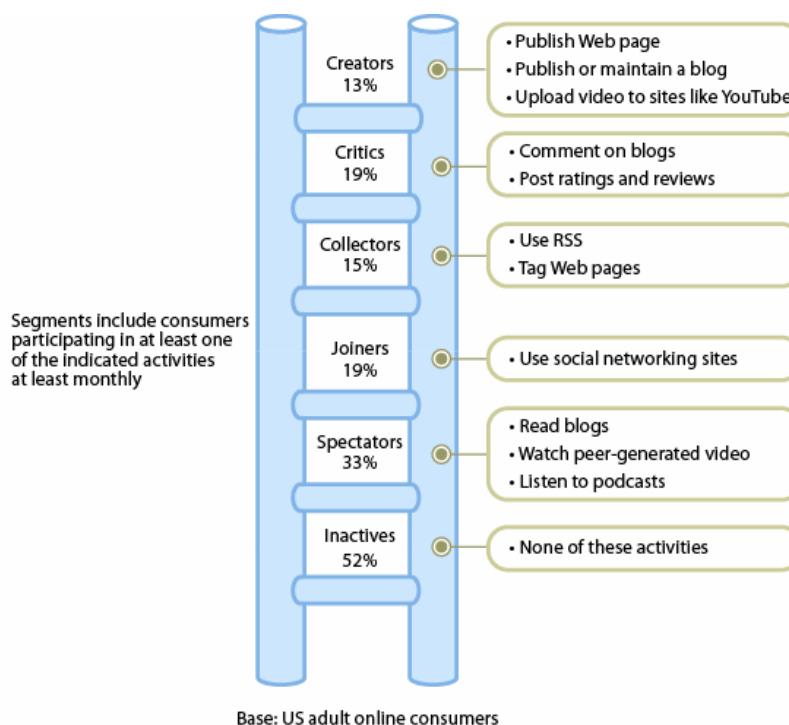 Creators
13%
• Publish Web page
• Publish or maintain a blog
• Upload video to sites like YouTube
Critics
19%
• Comment on blogs
• Post ratings and reviews
Collectors
15%
• Use RSS
• Tag Web pages
Segments include consumers
participating in at least one
of the indicated activities
at least monthly
Joiners
19%
• Use social networking sites
Spectators
33%
• Read blogs
• Watch peer-generated video
• Listen to podcasts
Inactives
52%
• None of these activities
Base: US adult online consumers